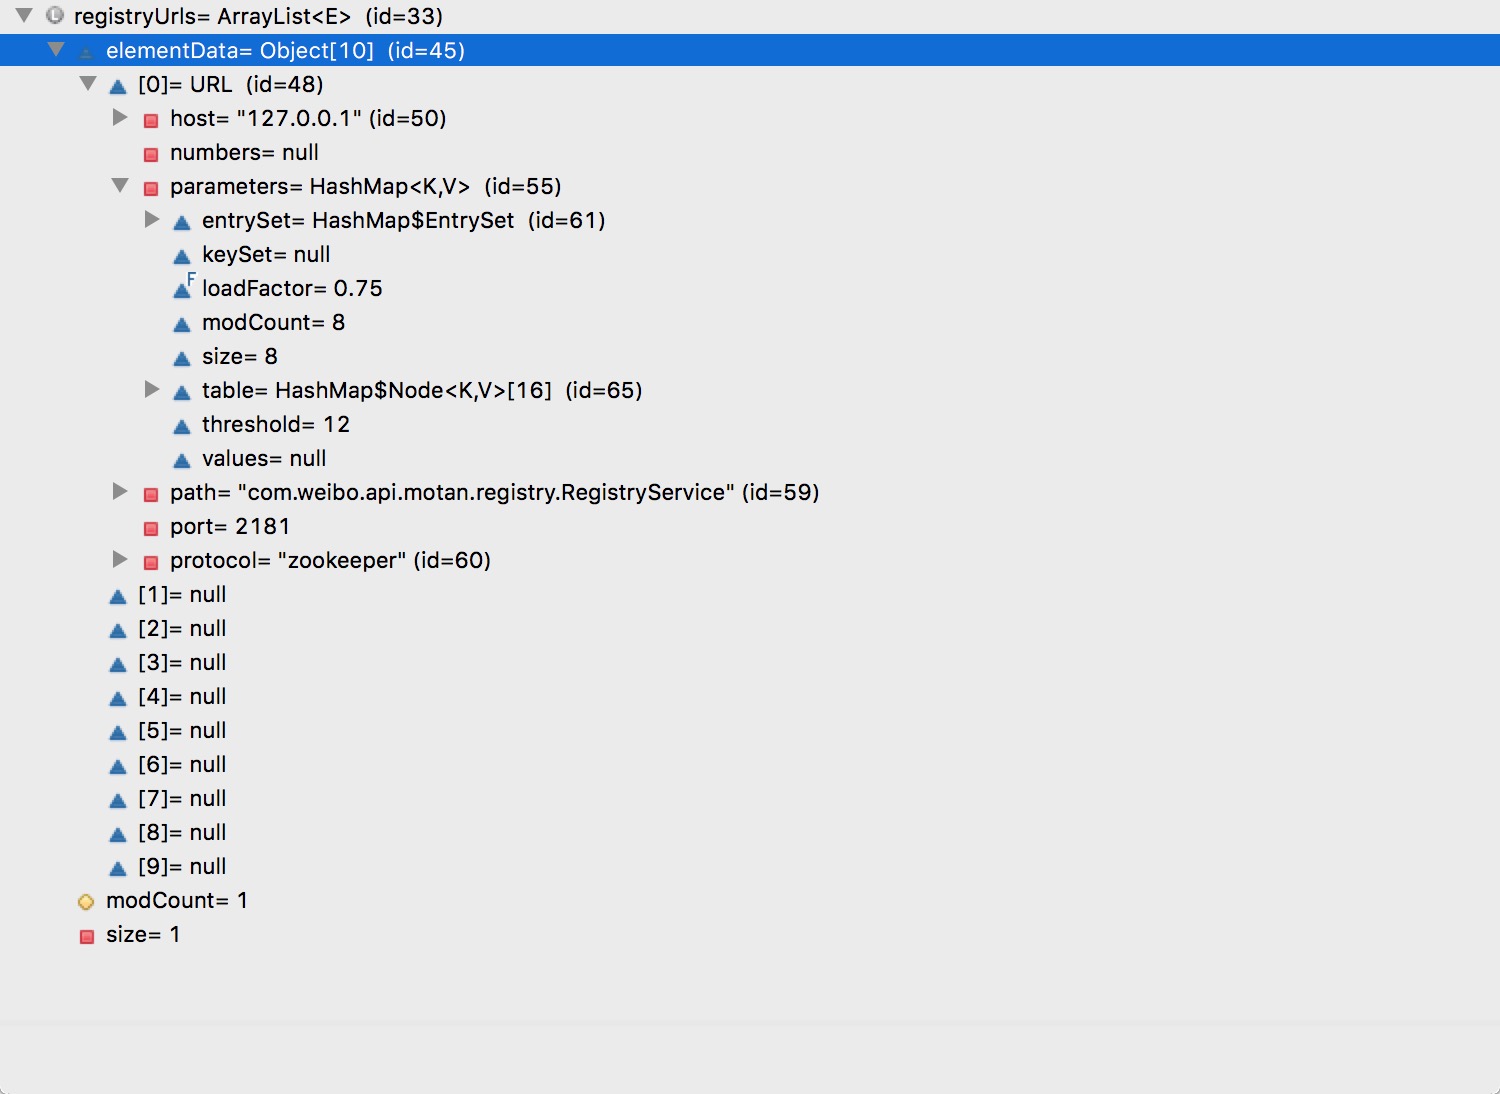 registryUrls= ArrayList<E> (id=33)
elementData= Object[10] (id=45)
[0]= URL (id=48)
host= "127.0.0.1" (id=50)
numbers= null
parameters= HashMap<K,V> (id=55)
entrySet= HashMap$EntrySet (id=61)
keySet= null
F
loadFactor= 0.75
modCount= 8
size= 8
table= HashMap$Node<K,V>[16] (id=65)
threshold= 12
values= null
path= "com.weibo.api.motan.registry.RegistryService" (id=59)
port= 2181
protocol= "zookeeper" (id=60)
[1]= null
[2]= null
[3]= null
[4]= null
[5]= null
[6]= null
[7]= null
[8]= null
[9]= null
modCount= 1
size= 1